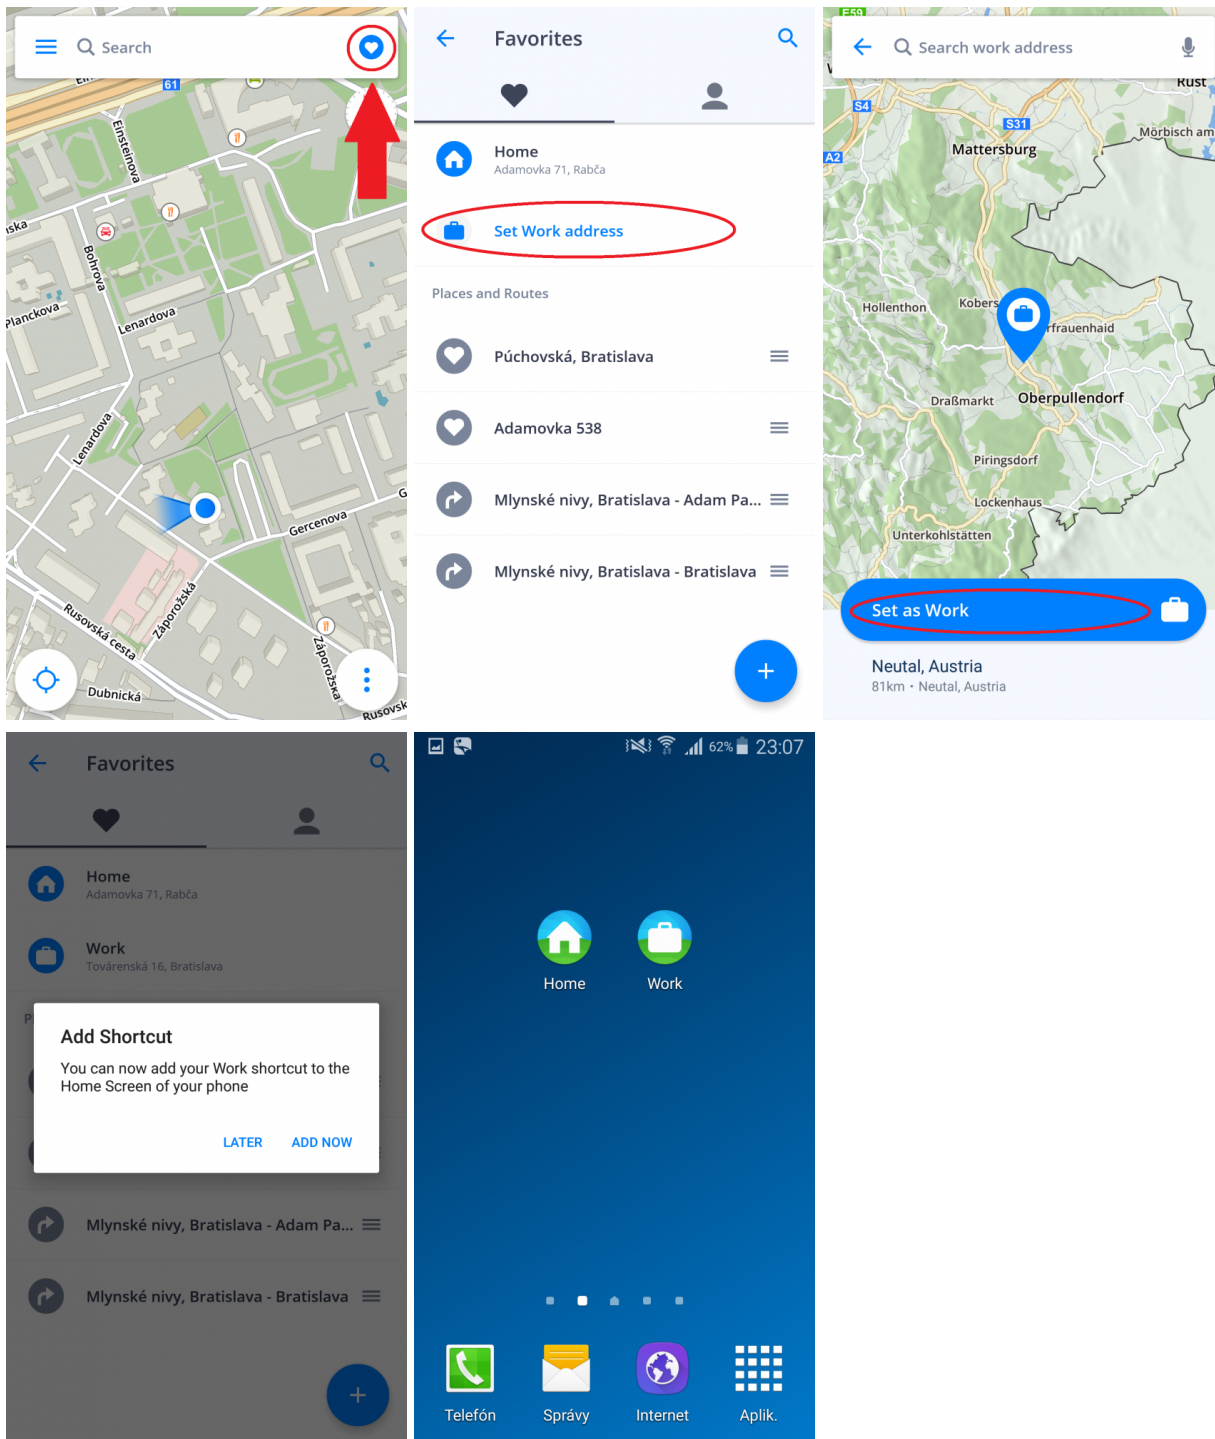 Search
61
Einsteinova
Bohrova
Planckova
Lenardova
Lenardova
Gercenova
Záporožská
Rusovská cesta
Záporožská
Dubnická
Rusovsk
Favorites
Home
Adamovka 71, Rabča
Set Work address
Places and Routes
Púchovská, Bratislava
Adamovka 538
Mlynské nivy, Bratislava - Adam Pa...
Mlynské nivy, Bratislava - Bratislava
E59
Search work address
Rust
S4
S31
Mörbisch am
A2
Mattersburg
Hollenthon
Kobers
rfrauenhaid
Draßmarkt
Oberpullendorf
Piringsdorf
Lockenhaus
Unterkohlstätten
Set as Work
Neutal, Austria
81km • Neutal, Austria
Favorites
Home
Adamovka 71, Rabča
Work
Továrenská 16, Bratislava
P
Add Shortcut
You can now add your Work shortcut to the
Home Screen of your phone
LATER
ADD NOW
Mlynské nivy, Bratislava - Adam Pa...
Mlynské nivy, Bratislava - Bratislava
62%
23:07
Home
Work
Telefón
Správy
Internet
Aplik.